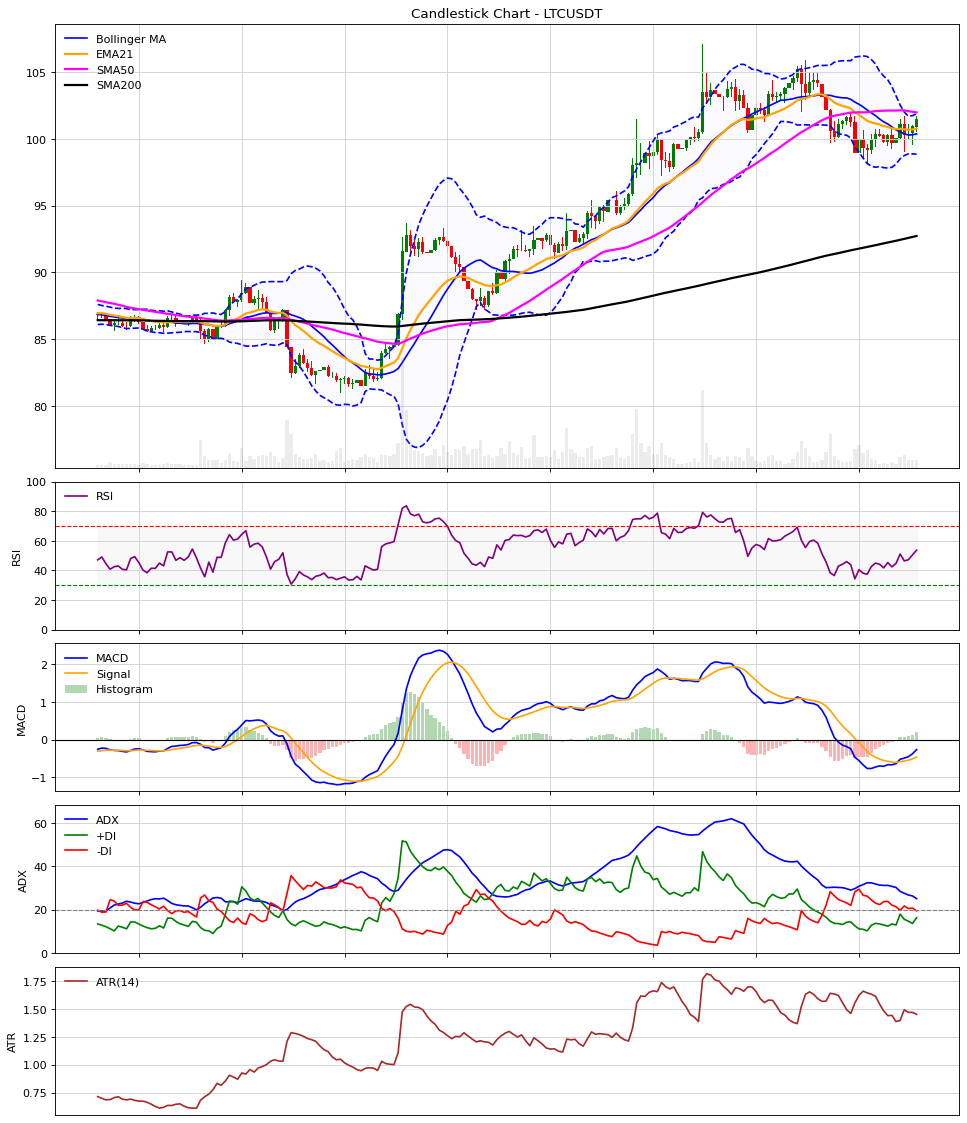 Candlestick Chart - LTCUSDT
Bollinger MA
EMA21
SMA50
SMA200
105
100
95
90
85
80
RSI
100
80
60
40
20
0
RSI
MACD
Signal
Histogram
2
1
0
−1
MACD
ADX
+DI
-DI
60
40
20
0
ADX
ATR(14)
1.75
1.50
1.25
1.00
0.75
ATR